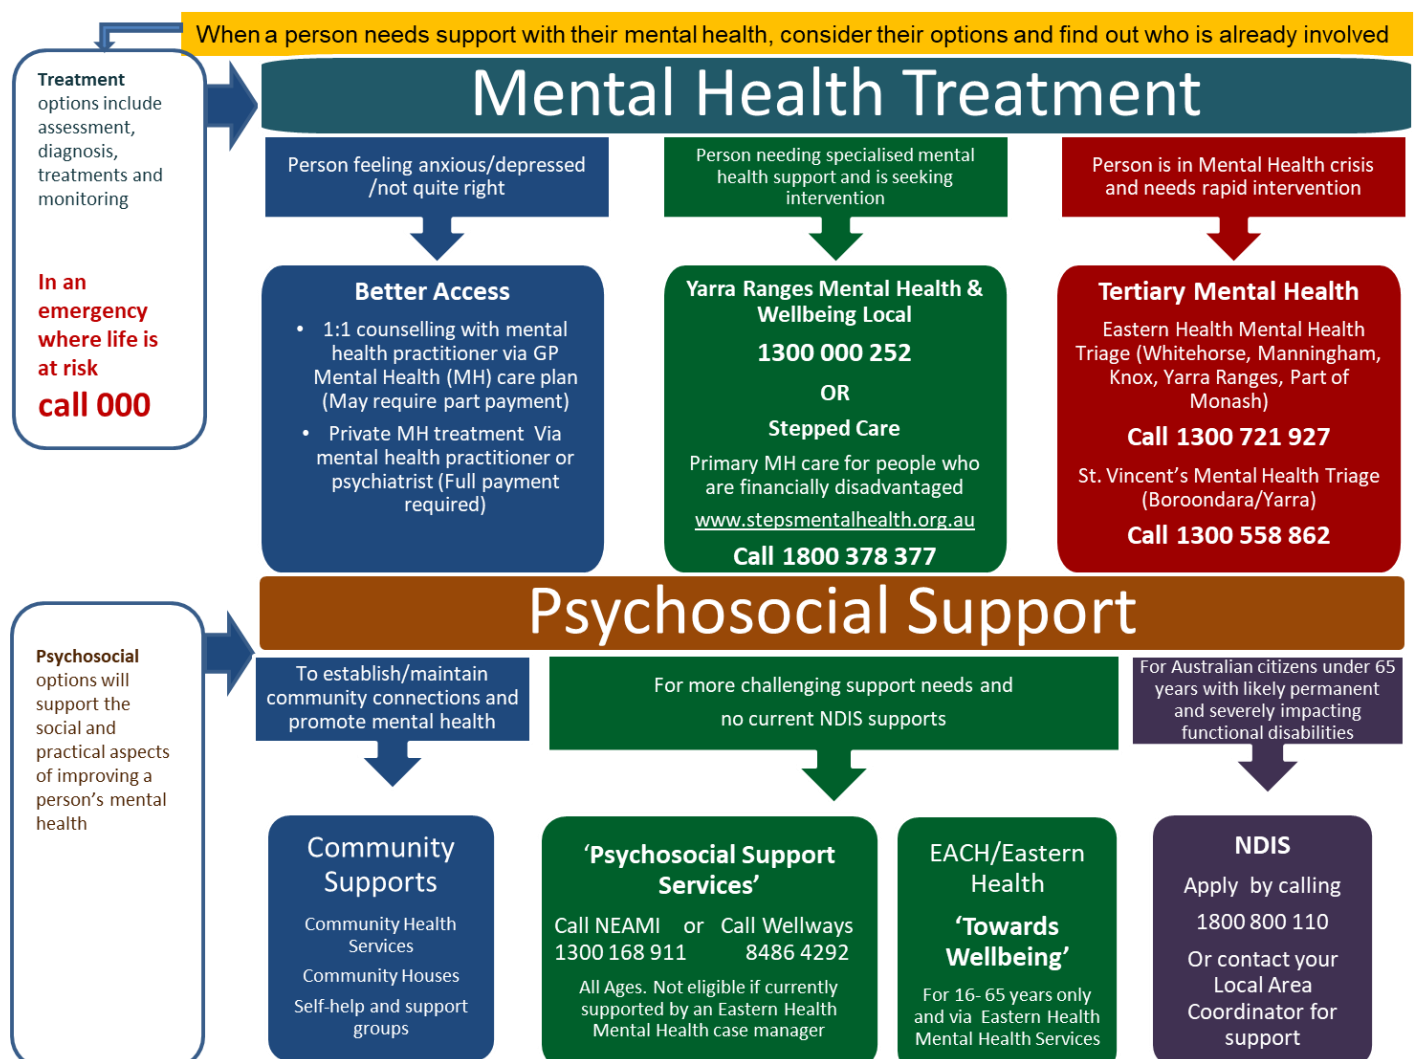 When a person needs support with their mental health, consider their options and find out who is already involved
Treatment
options include
assessment,
diagnosis,
treatments and
monitoring
In an
emergency
where life is
at risk
call 000
Mental Health Treatment
Person feeling anxious/depressed
/not quite right
Better Access
• 1:1 counselling with mental
health practitioner via GP
Mental Health (MH) care plan
(May require part payment)
• Private MH treatment Via
mental health practitioner or
psychiatrist (Full payment
required)
Person needing specialised mental
health support and is seeking
intervention
Yarra Ranges Mental Health &
Wellbeing Local
1300 000 252
OR
Stepped Care
Primary MH care for people who
are financially disadvantaged
www.stepsmentalhealth.org.au
Call 1800 378 377
Person is in Mental Health crisis
and needs rapid intervention
Tertiary Mental Health
Eastern Health Mental Health
Triage (Whitehorse, Manningham,
Knox, Yarra Ranges, Part of
Monash)
Call 1300 721 927
St. Vincent's Mental Health Triage
(Boroondara/Yarra)
Call 1300 558 862
Psychosocial
options will
support the
social and
practical aspects
of improving a
person's mental
health
Psychosocial Support
To establish/maintain
community connections and
promote mental health
Community
Supports
Community Health
Services
Community Houses
Self-help and support
groups
For more challenging support needs and
no current NDIS supports
'Psychosocial Support
Services'
Call NEAMI or Call Wellways
1300 168 911 8486 4292
All Ages. Not eligible if currently
supported by an Eastern Health
Mental Health case manager
EACH/Eastern
Health
'Towards
Wellbeing'
For 16- 65 years only
and via Eastern Health
Mental Health Services
For Australian citizens under 65
years with likely permanent
and severely impacting
functional disabilities
NDIS
Apply by calling
1800 800 110
Or contact your
Local Area
Coordinator for
support